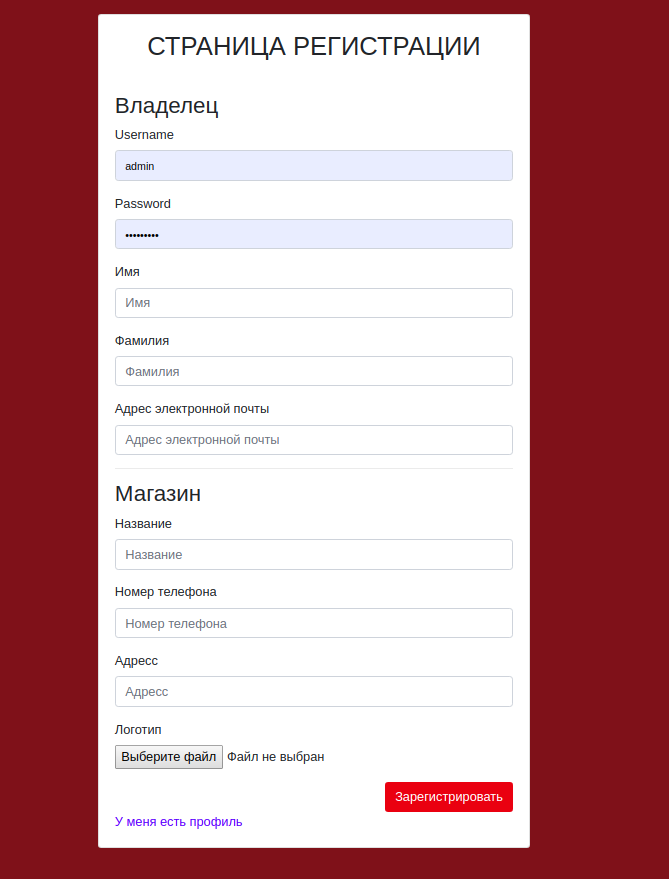 СТРАНИЦА РЕГИСТРАЦИИ
Владелец
Username
admin
Password
•••••••••
Имя
Имя
Фамилия
Фамилия
Адрес электронной почты
Адрес электронной почты
Магазин
Название
Название
Номер телефона
Номер телефона
Адресс
Адресс
Логотип
Выберите файл Файл не выбран
Зарегистрировать
У меня есть профиль